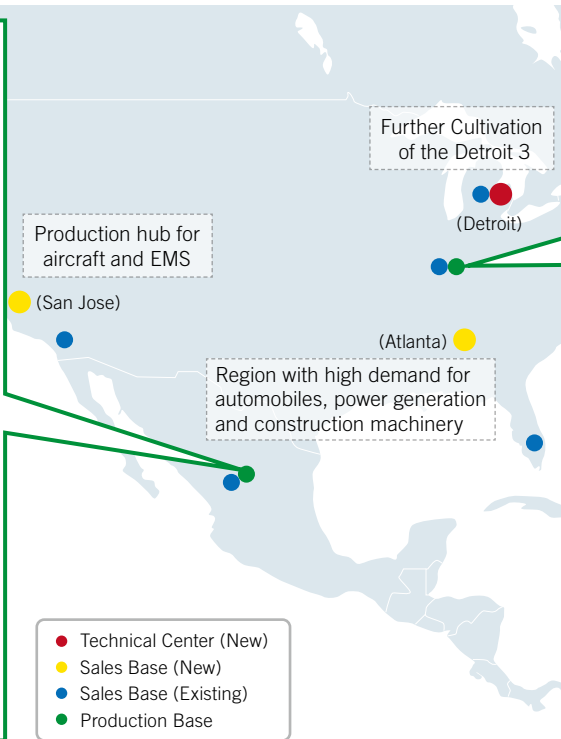 Further Cultivation
of the Detroit 3
(Detroit)
Production hub for
aircraft and EMS
(San Jose)
(Atlanta)
Region with high demand for
automobiles, power generation
and construction machinery
Technical Center (New)
Sales Base (New)
Sales Base (Existing)
Production Base